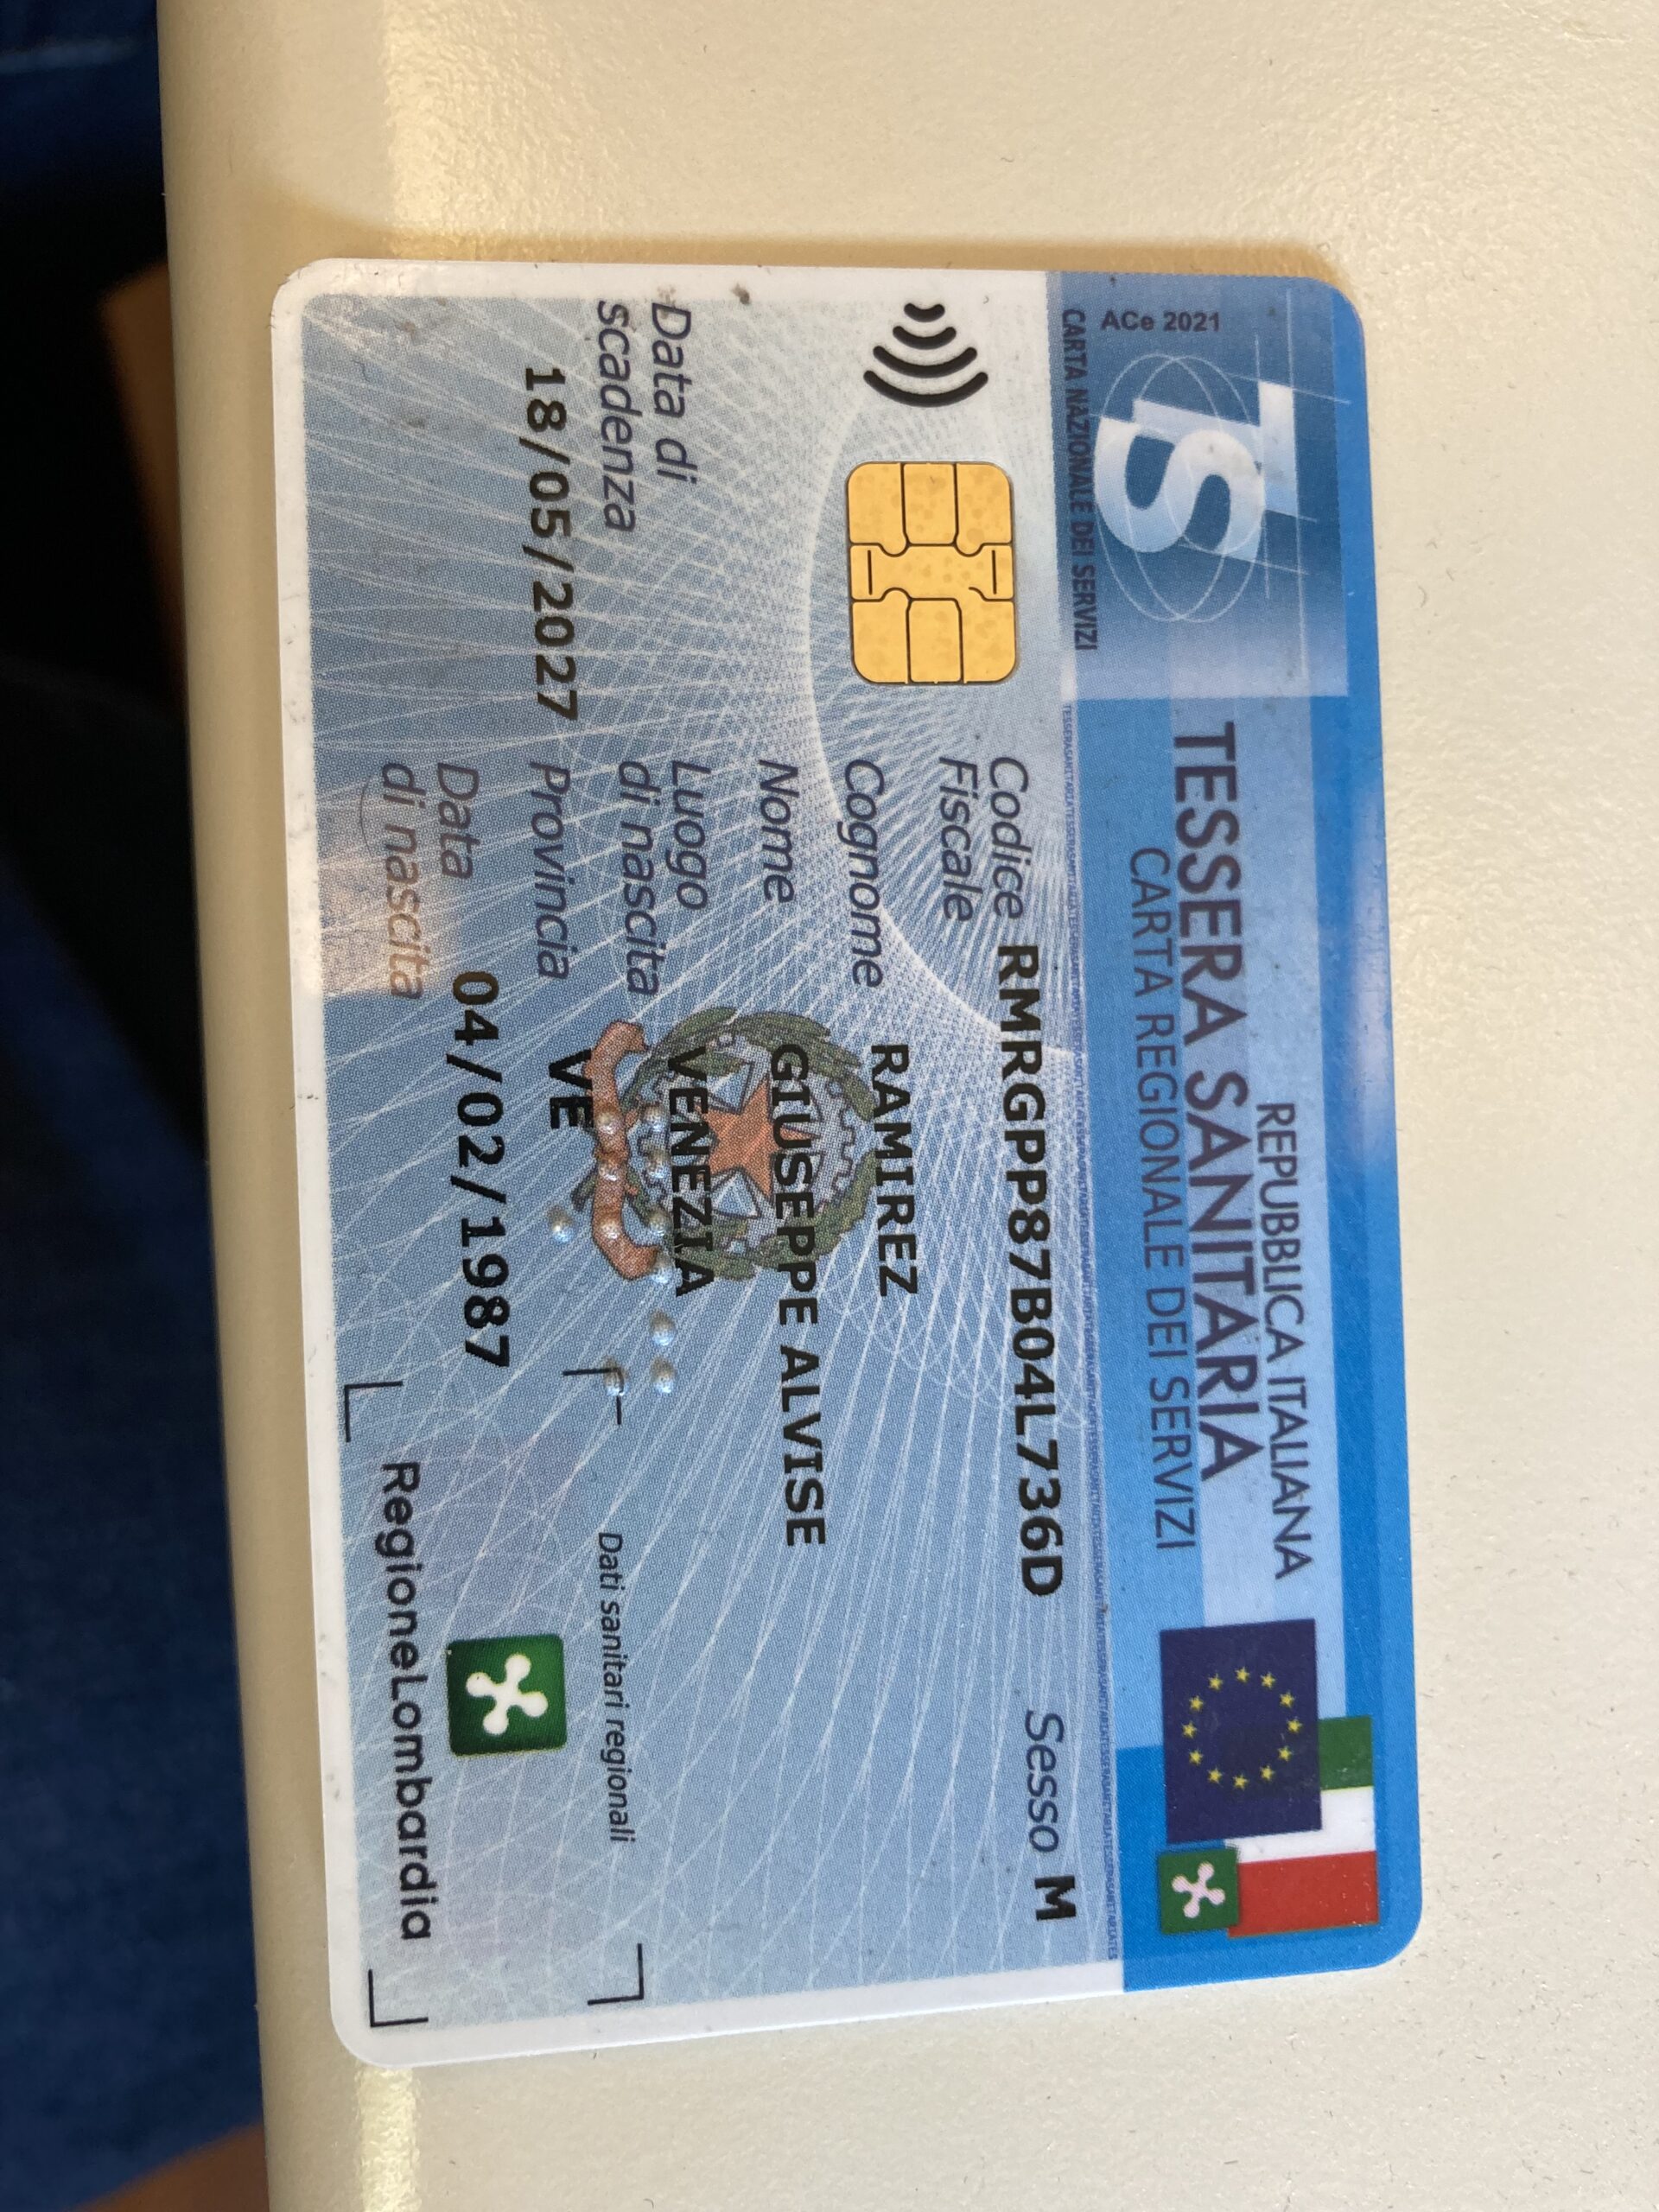 REPUBBLICA ITALIANA
TESSERA SANITARIA
CARTA REGIONALE DEI SERVIZI
ACe 2021
TS
CARTA NAZIONALE DEI SERVIZI
Codice Fiscale RMRGPP87B04L736D Sesso M
Cognome RAMIREZ
Nome GIUSEPPE ALVISE
Luogo di nascita VENEZIA
Provincia VE
Data di nascita 04/02/1987
Data di scadenza
18/05/2027
Dati sanitari regionali
RegioneLombardia